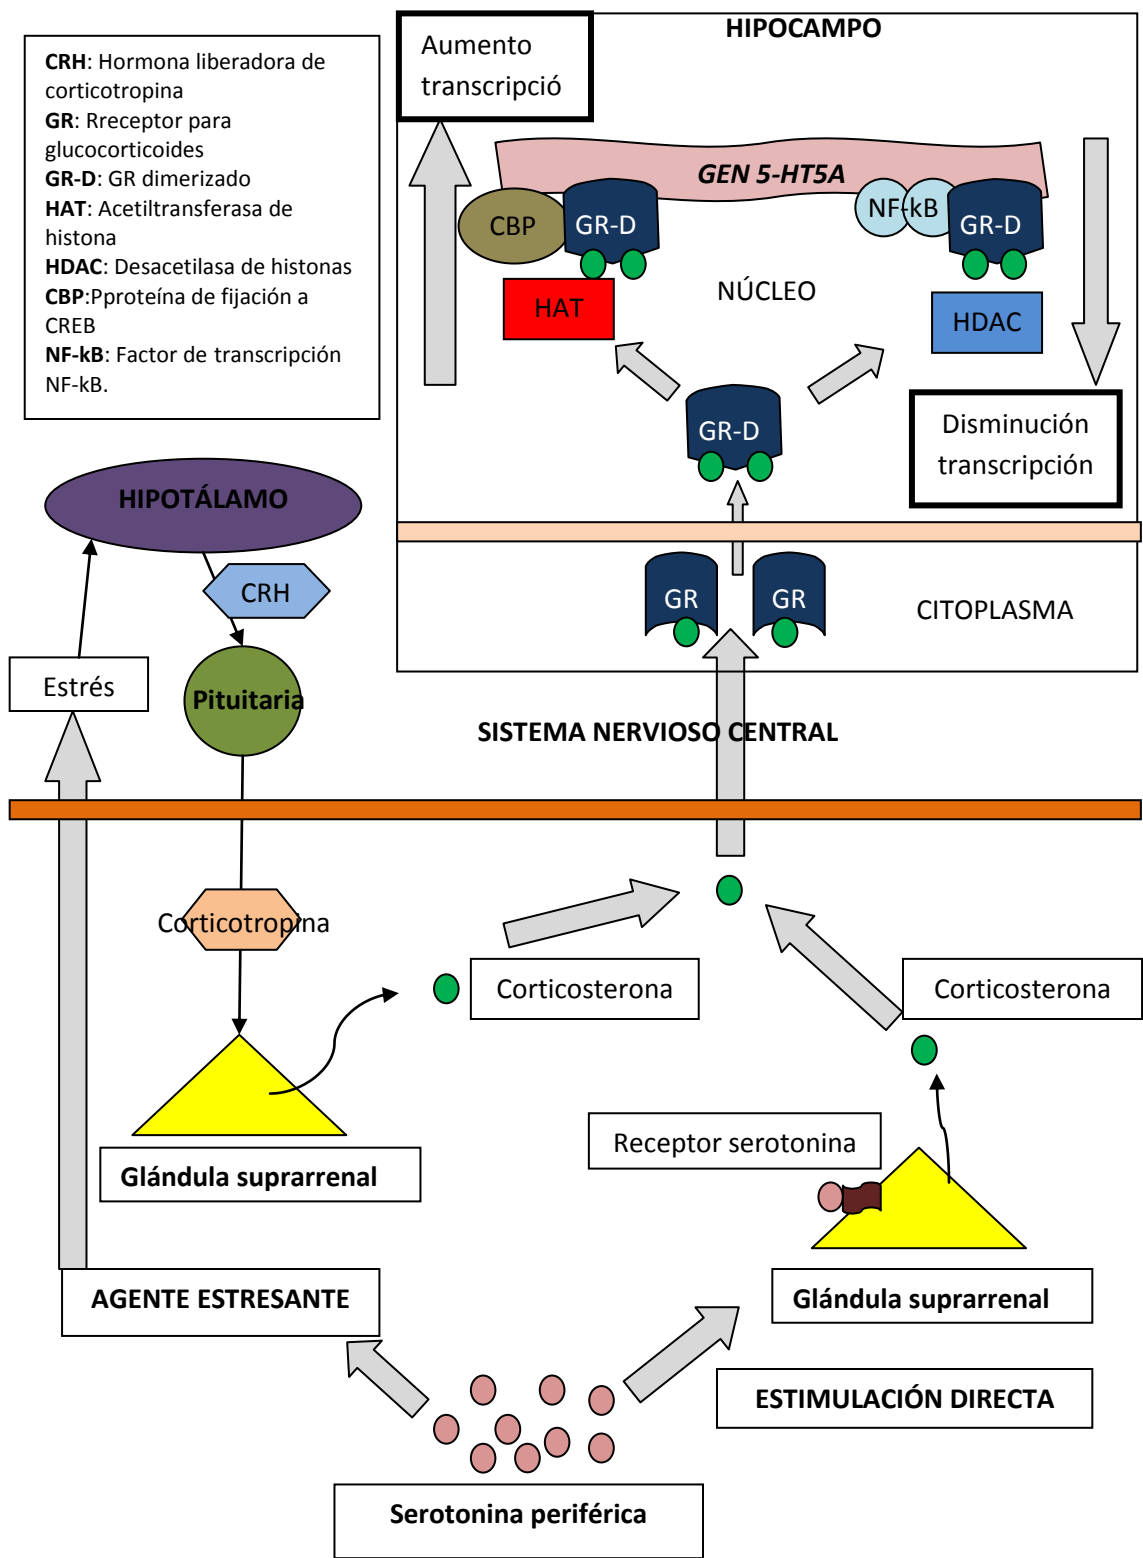 CRH: Hormona liberadora de
corticotropina
GR: Rreceptor para
glucocorticoides
GR-D: GR dimerizado
HAT: Acetiltransferasa de
histona
HDAC: Desacetilasa de histonas
CBP:Pproteína de fijación a
CREB
NF-kB: Factor de transcripción
NF-kB.
HIPOCAMPO
Aumento
transcripció
GEN 5-HT5A
CBP
GR-D
NF-kB
GR-D
HAT
NÚCLEO
HDAC
GR-D
Disminución
transcripción
HIPOTÁLAMO
CRH
GR
GR
CITOPLASMA
Estrés
Pituitaria
SISTEMA NERVIOSO CENTRAL
Corticotropina
Corticosterona
Corticosterona
Receptor serotonina
Glándula suprarrenal
AGENTE ESTRESANTE
Glándula suprarrenal
ESTIMULACIÓN DIRECTA
Serotonina periférica